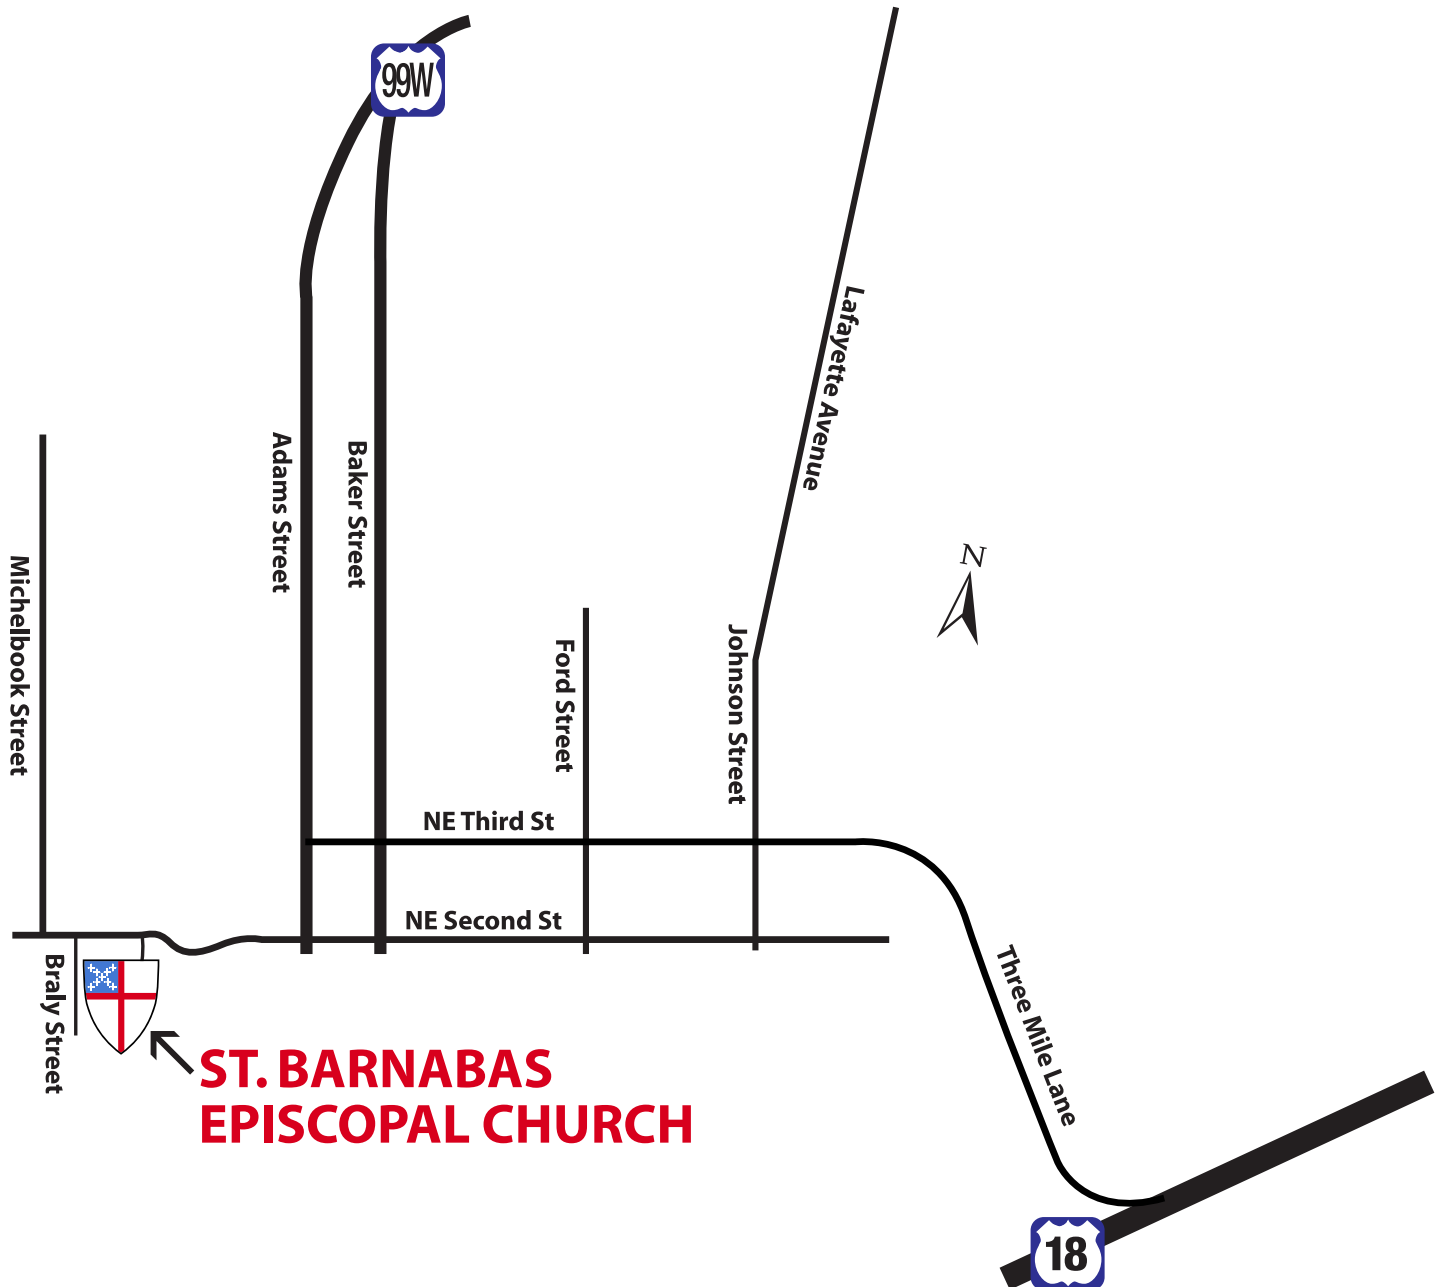 99W
Lafayette Avenue
Adams Street
Baker Street
N
Michelbook Street
Ford Street
Johnson Street
NE Third St
NE Second St
Braly Street
Three Mile Lane
ST. BARNABAS
EPISCOPAL CHURCH
18